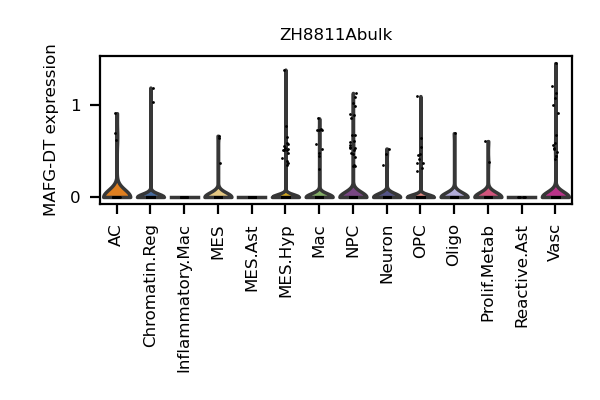 ZH8811Abulk
MAFG-DT expression
1
0
AC
Chromatin.Reg
Inflammatory.Mac
MES
MES.Ast
MES.Hyp
Mac
NPC
Neuron
OPC
Oligo
Prolif.Metab
Reactive.Ast
Vasc